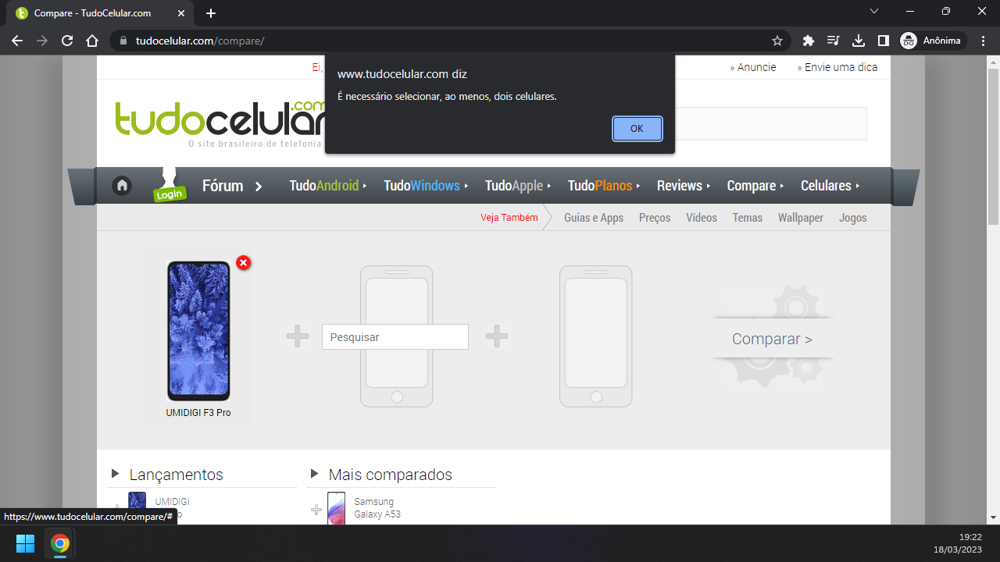 Compare - TudoCelular.com
tudocelular.com/compare/
Anônima
Ei,
» Anuncie
» Envie uma dica
www.tudocelular.com diz
É necessário selecionar, ao menos, dois celulares.
OK
tudocelular.com
O site brasileiro de telefonia
Login
Fórum
TudoAndroid
TudoWindows
TudoApple
TudoPlanos
Reviews
Compare
Celulares
Veja Também
Guias e Apps
Preços
Vídeos
Temas
Wallpaper
Jogos
UMIDIGI F3 Pro
Pesquisar
Comparar >
Lançamentos
Mais comparados
UMIDIGI
Samsung
Galaxy A53
https://www.tudocelular.com/compare/#
19:22
18/03/2023